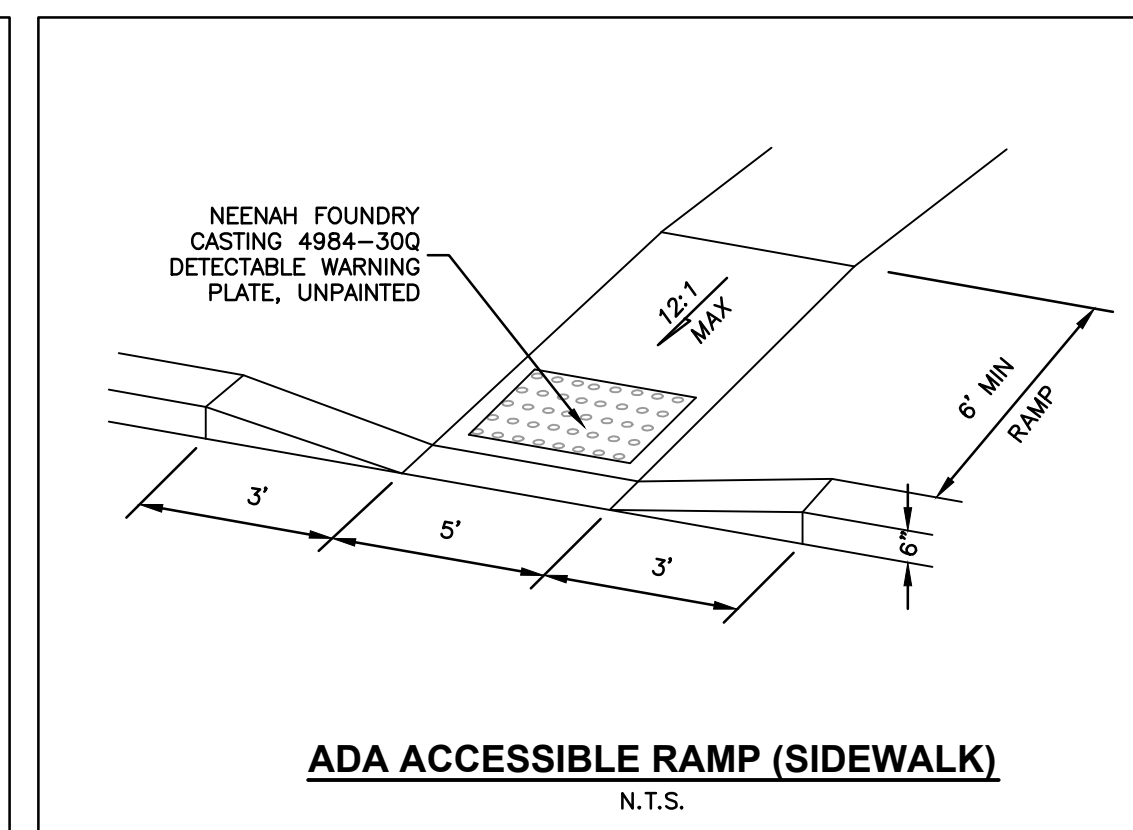 NEENAH FOUNDRY
CASTING 4984-30Q
DETECTABLE WARNING
PLATE, UNPAINTED
12:1
MAX
6' MIN
RAMP
3'
5'
3'
6"
ADA ACCESSIBLE RAMP (SIDEWALK)
N.T.S.